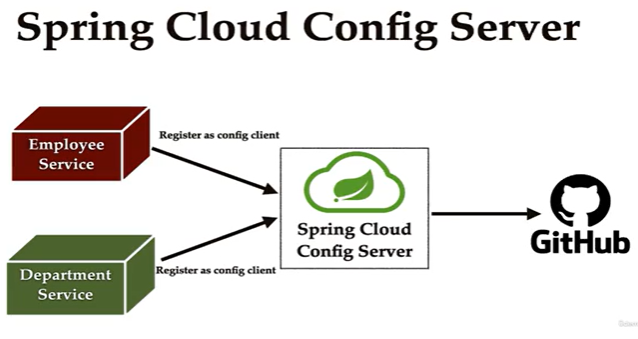 Spring Cloud Config Server
Employee
Service
Register as config client
Spring Cloud
Config Server
GitHub
Department
Service
Register as config client